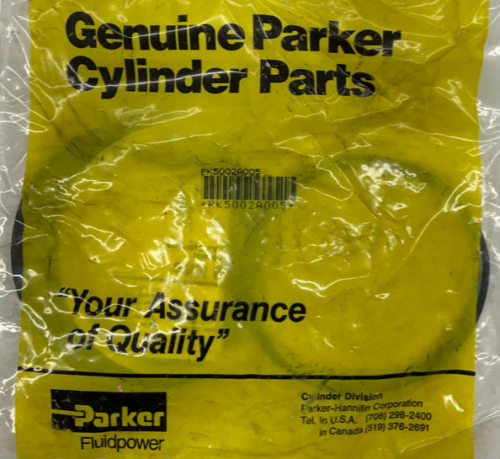 Genuine Parker
Cylinder Parts
PK5002A005
*PK5002A005*
"Your Assurance
of Quality"
Parker
Fluidpower
Cylinder Division
Parker-Hannifin Corporation
Tel. in U.S.A. (708) 298-2400
in Canada (519) 376-2691